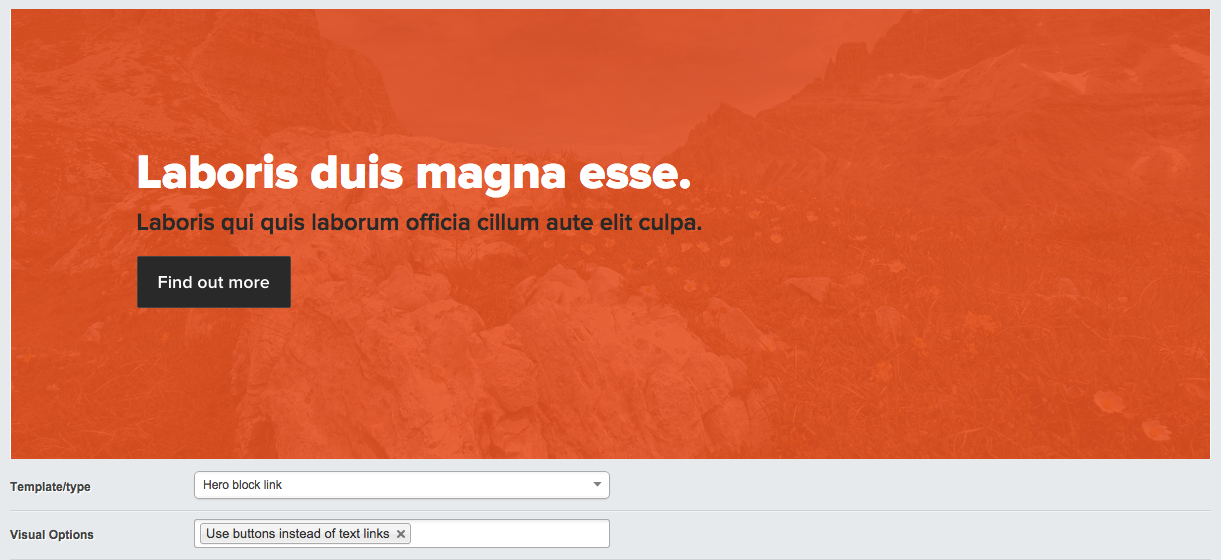 Laboris duis magna esse.
Laboris qui quis laborum officia cillum aute elit culpa.
Find out more
Template/type
Hero block link
Visual Options
Use buttons instead of text links ×